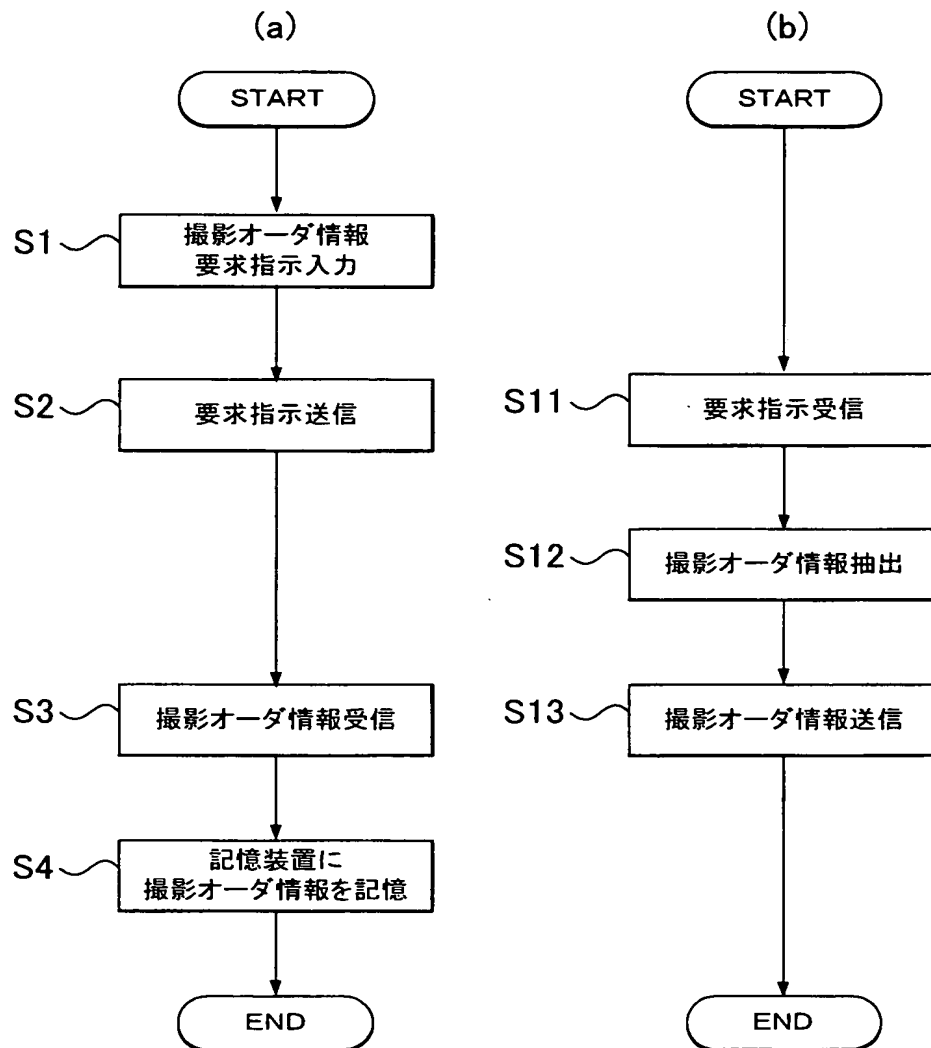 (a)
START
S1
撮影オーダ情報
要求指示入力
S2
要求指示送信
S3
撮影オーダ情報受信
S4
記憶装置に
撮影オーダ情報を記憶
END
(b)
START
S11
要求指示受信
S12
撮影オーダ情報抽出
S13
撮影オーダ情報送信
END